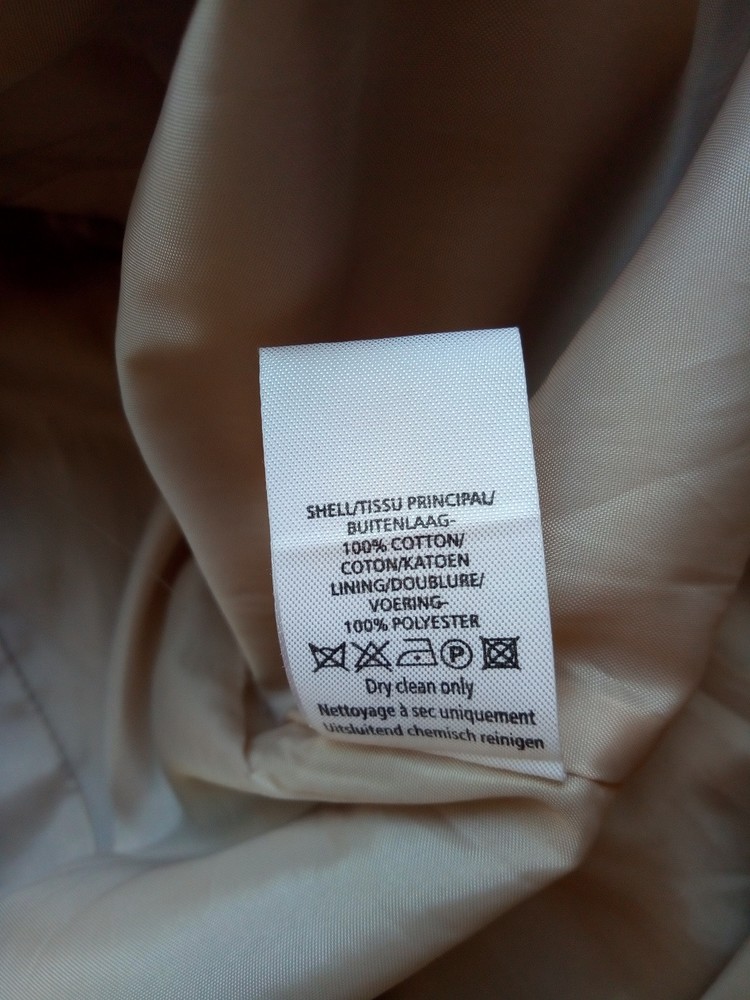 SHELL/TISSU PRINCIPAL/
BUITENLAAG-
100% COTTON/
COTON/KATOEN
LINING/DOUBLURE/
VOERING-
100% POLYESTER
P
Dry clean only
Nettoyage à sec uniquement
Uitsluitend chemisch reinigen